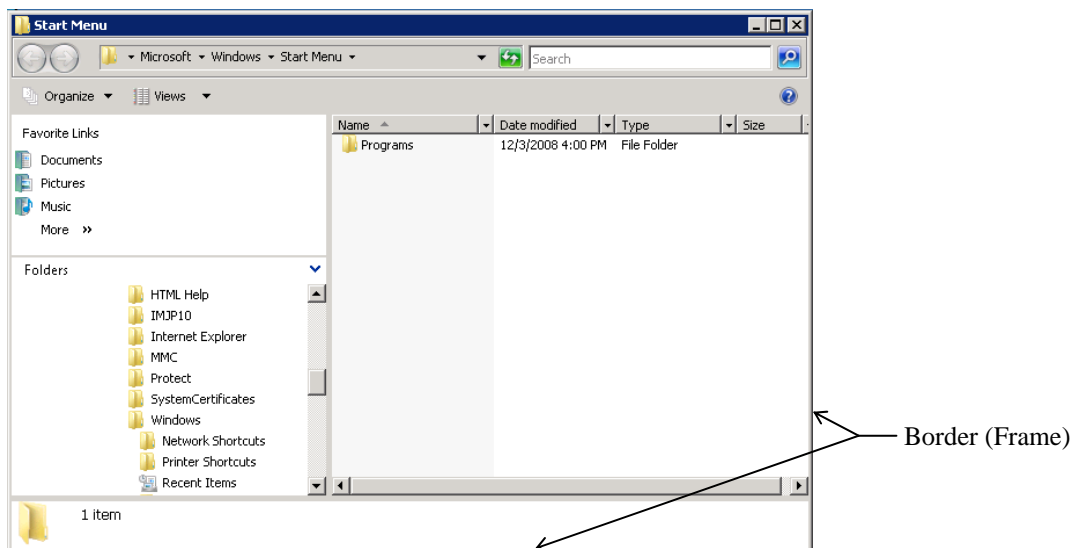 Start Menu
Microsoft Windows Start Menu
Search
Organize Views
Favorite Links
Documents
Pictures
Music
More »
Folders
HTML Help
IMJP10
Internet Explorer
MMC
Protect
SystemCertificates
Windows
Network Shortcuts
Printer Shortcuts
Recent Items
Name Date modified Type Size
Programs 12/3/2008 4:00 PM File Folder
1 item
Border (Frame)